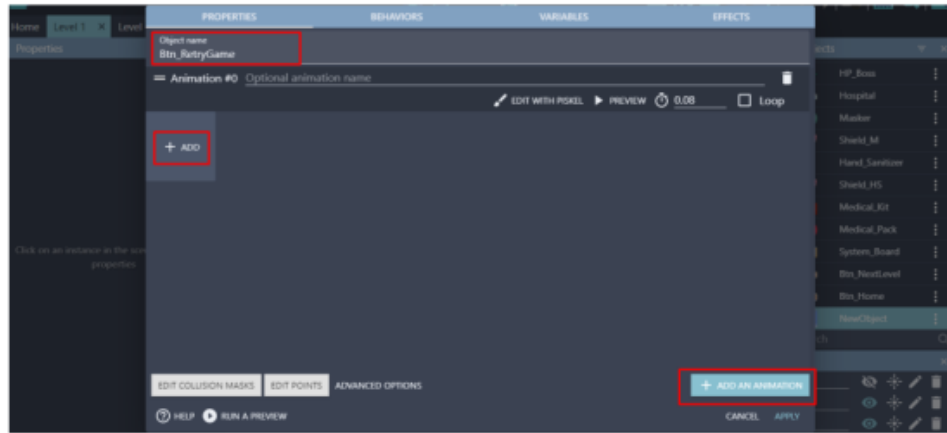 PROPERTIES BEHAVIORS VARIABLES EFFECTS
Home Level 1 × Level
Properties
Object name
Btn_RetryGame
Animation #0 Optional animation name
EDIT WITH PISKEL PREVIEW 0.08 Loop
+ ADD
HP_Boss
Hospital
Masker
Shield_M
Hand_Sanitizer
Shield_HS
Medical_Kit
Medical_Pack
System_Board
Btn_NextLevel
Btn_Home
NewObject
Click on an instance in the sce
properties
EDIT COLLISION MASKS EDIT POINTS ADVANCED OPTIONS + ADD AN ANIMATION
HELP RUN A PREVIEW CANCEL APPLY